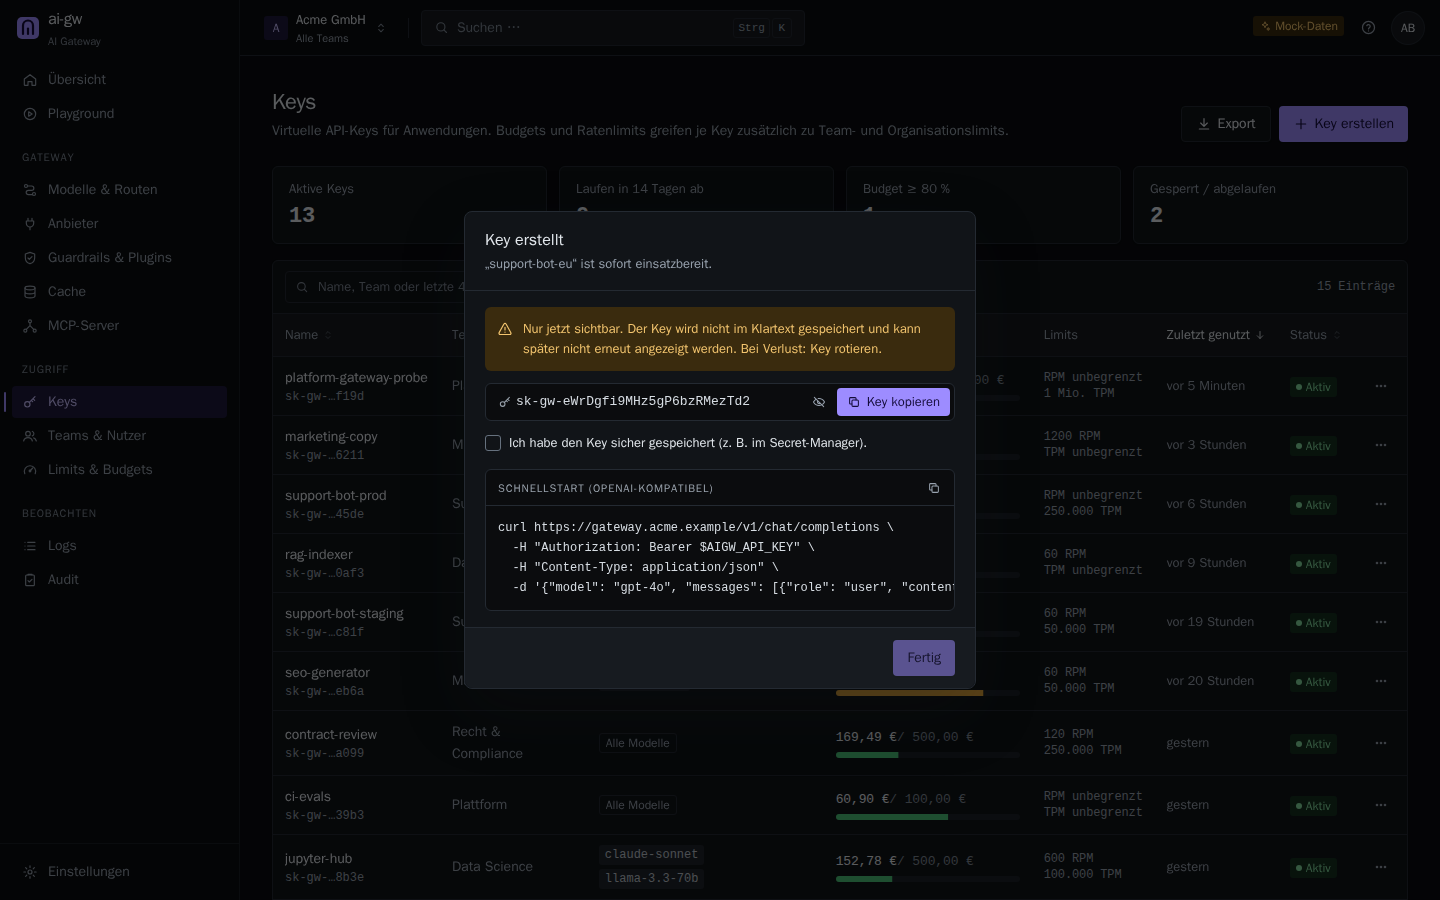 ai-gw
AI Gateway
A
Acme GmbH
Alle Teams
Suchen ···
Strg K
Mock-Daten
AB
Übersicht
Playground
GATEWAY
Modelle & Routen
Anbieter
Guardrails & Plugins
Cache
MCP-Server
ZUGRIFF
Keys
Teams & Nutzer
Limits & Budgets
BEOBACHTEN
Logs
Audit
Einstellungen
Keys
Virtuelle API-Keys für Anwendungen. Budgets und Ratenlimits greifen je Key zusätzlich zu Team- und Organisationslimits.
Export
Key erstellen
Aktive Keys
13
Laufen in 14 Tagen ab
Budget ≥ 80 %
Gesperrt / abgelaufen
2
Name, Team oder letzte 4
15 Einträge
Name
Te
Limits
Zuletzt genutzt
Status
platform-gateway-probe
sk-gw-…f19d
Pl
00 €
RPM unbegrenzt
1 Mio. TPM
vor 5 Minuten
Aktiv
marketing-copy
sk-gw-…6211
M
1200 RPM
TPM unbegrenzt
vor 3 Stunden
Aktiv
support-bot-prod
sk-gw-…45de
Su
RPM unbegrenzt
250.000 TPM
vor 6 Stunden
Aktiv
rag-indexer
sk-gw-…0af3
Da
60 RPM
TPM unbegrenzt
vor 9 Stunden
Aktiv
support-bot-staging
sk-gw-…c81f
Su
60 RPM
50.000 TPM
vor 19 Stunden
Aktiv
seo-generator
sk-gw-…eb6a
M
60 RPM
50.000 TPM
vor 20 Stunden
Aktiv
contract-review
sk-gw-…a099
Recht &
Compliance
Alle Modelle
169,49 €/ 500,00 €
120 RPM
250.000 TPM
gestern
Aktiv
ci-evals
sk-gw-…39b3
Plattform
Alle Modelle
60,90 €/ 100,00 €
RPM unbegrenzt
TPM unbegrenzt
gestern
Aktiv
jupyter-hub
sk-gw-…8b3e
Data Science
claude-sonnet
llama-3.3-70b
152,78 €/ 500,00 €
600 RPM
100.000 TPM
gestern
Aktiv
Key erstellt
„support-bot-eu" ist sofort einsatzbereit.
Nur jetzt sichtbar. Der Key wird nicht im Klartext gespeichert und kann
später nicht erneut angezeigt werden. Bei Verlust: Key rotieren.
sk-gw-eWrDgfi9MHz5gP6bzRMezTd2
Key kopieren
Ich habe den Key sicher gespeichert (z. B. im Secret-Manager).
SCHNELLSTART (OPENAI-KOMPATIBEL)
curl https://gateway.acme.example/v1/chat/completions \
-H "Authorization: Bearer $AIGW_API_KEY" \
-H "Content-Type: application/json" \
-d '{"model": "gpt-4o", "messages": [{"role": "user", "content
Fertig